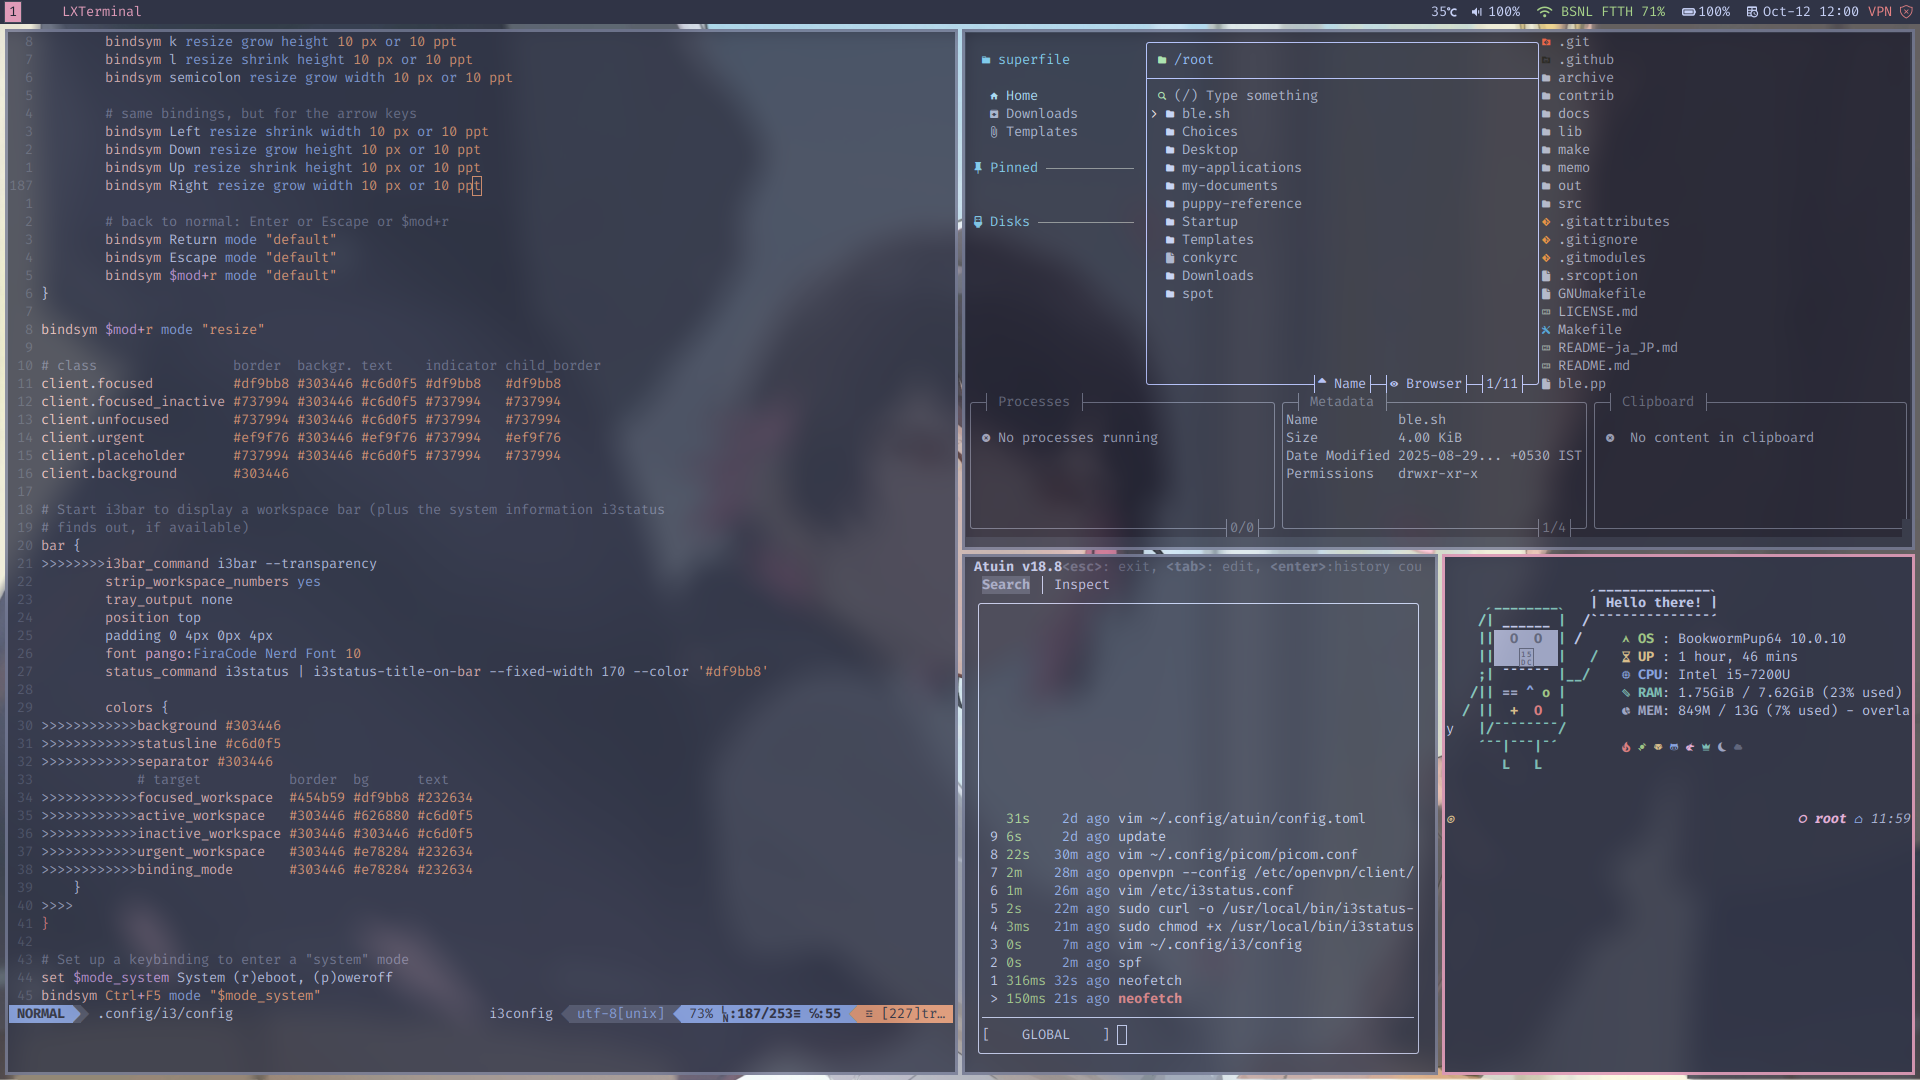 1 LXTerminal 35℃ 100% BSNL FTTH 71% 100% Oct-12 12:00 VPN
8 bindsym k resize grow height 10 px or 10 ppt
7 bindsym l resize shrink height 10 px or 10 ppt
6 bindsym semicolon resize grow width 10 px or 10 ppt
5
4 # same bindings, but for the arrow keys
3 bindsym Left resize shrink width 10 px or 10 ppt
2 bindsym Down resize grow height 10 px or 10 ppt
1 bindsym Up resize shrink height 10 px or 10 ppt
187 bindsym Right resize grow width 10 px or 10 ppt
1
2 # back to normal: Enter or Escape or $mod+r
3 bindsym Return mode "default"
4 bindsym Escape mode "default"
5 bindsym $mod+r mode "default"
6 }
7
8 bindsym $mod+r mode "resize"
9
10 # class border backgr. text indicator child_border
11 client.focused #df9bb8 #303446 #c6d0f5 #df9bb8 #df9bb8
12 client.focused_inactive #737994 #303446 #c6d0f5 #737994 #737994
13 client.unfocused #737994 #303446 #c6d0f5 #737994 #737994
14 client.urgent #ef9f76 #303446 #ef9f76 #737994 #ef9f76
15 client.placeholder #737994 #303446 #c6d0f5 #737994 #737994
16 client.background #303446
17
18 # Start i3bar to display a workspace bar (plus the system information i3status
19 # finds out, if available)
20 bar {
21 >>>>>>>>i3bar_command i3bar --transparency
22 strip_workspace_numbers yes
23 tray_output none
24 position top
25 padding 0 4px 0px 4px
26 font pango:FiraCode Nerd Font 10
27 status_command i3status | i3status-title-on-bar --fixed-width 170 --color '#df9bb8'
28
29 colors {
30 >>>>>>>>>>>>background #303446
31 >>>>>>>>>>>>statusline #c6d0f5
32 >>>>>>>>>>>>separator #303446
33 # target border bg text
34 >>>>>>>>>>>>focused_workspace #454b59 #df9bb8 #232634
35 >>>>>>>>>>>>active_workspace #303446 #626880 #c6d0f5
36 >>>>>>>>>>>>inactive_workspace #303446 #303446 #c6d0f5
37 >>>>>>>>>>>>urgent_workspace #303446 #e78284 #232634
38 >>>>>>>>>>>>binding_mode #303446 #e78284 #232634
39 }
40 >>>>
41 }
42
43 # Set up a keybinding to enter a "system" mode
44 set $mode_system System (r)eboot, (p)oweroff
45 bindsym Ctrl+F5 mode "$mode_system"
NORMAL .config/i3/config i3config utf-8[unix] 73% :187/253≡ ℅:55 ≡ [227]tr…
superfile
Home
Downloads
Templates
Pinned
Disks
/root
(/) Type something
> ble.sh
Choices
Desktop
my-applications
my-documents
puppy-reference
Startup
Templates
conkyrc
Downloads
spot
Name Browser 1/11
.git
.github
archive
contrib
docs
lib
make
memo
out
src
.gitattributes
.gitignore
.gitmodules
.srcoption
GNUmakefile
LICENSE.md
Makefile
README-ja_JP.md
README.md
ble.pp
Processes
No processes running
0/0
Metadata
Name ble.sh
Size 4.00 KiB
Date Modified 2025-08-29... +0530 IST
Permissions drwxr-xr-x
1/4
Clipboard
No content in clipboard
Atuin v18.8<esc>: exit, <tab>: edit, <enter>:history cou
Search | Inspect
31s 2d ago vim ~/.config/atuin/config.toml
9 6s 2d ago update
8 22s 30m ago vim ~/.config/picom/picom.conf
7 2m 28m ago openvpn --config /etc/openvpn/client/
6 1m 26m ago vim /etc/i3status.conf
5 2s 22m ago sudo curl -o /usr/local/bin/i3status-
4 3ms 21m ago sudo chmod +x /usr/local/bin/i3status
3 0s 7m ago vim ~/.config/i3/config
2 0s 2m ago spf
1 316ms 32s ago neofetch
> 150ms 21s ago neofetch
[ GLOBAL ]
Hello there!
OS : BookwormPup64 10.0.10
UP : 1 hour, 46 mins
CPU: Intel i5-7200U
RAM: 1.75GiB / 7.62GiB (23% used)
MEM: 849M / 13G (7% used) - overla
y
root 11:59